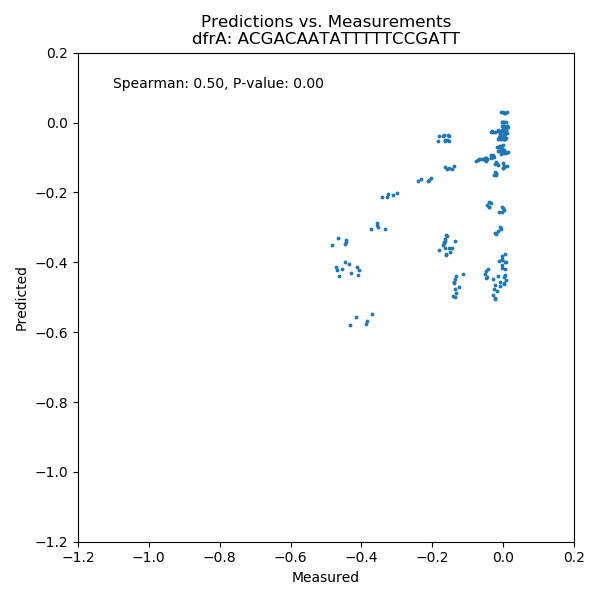 Predictions vs. Measurements
dfrA: ACGACAATATTTTTCCGATT
Spearman: 0.50, P-value: 0.00
0.2
0.0
−0.2
−0.4
−0.6
−0.8
−1.0
−1.2
Predicted
−1.2 −1.0 −0.8 −0.6 −0.4 −0.2 0.0 0.2
Measured